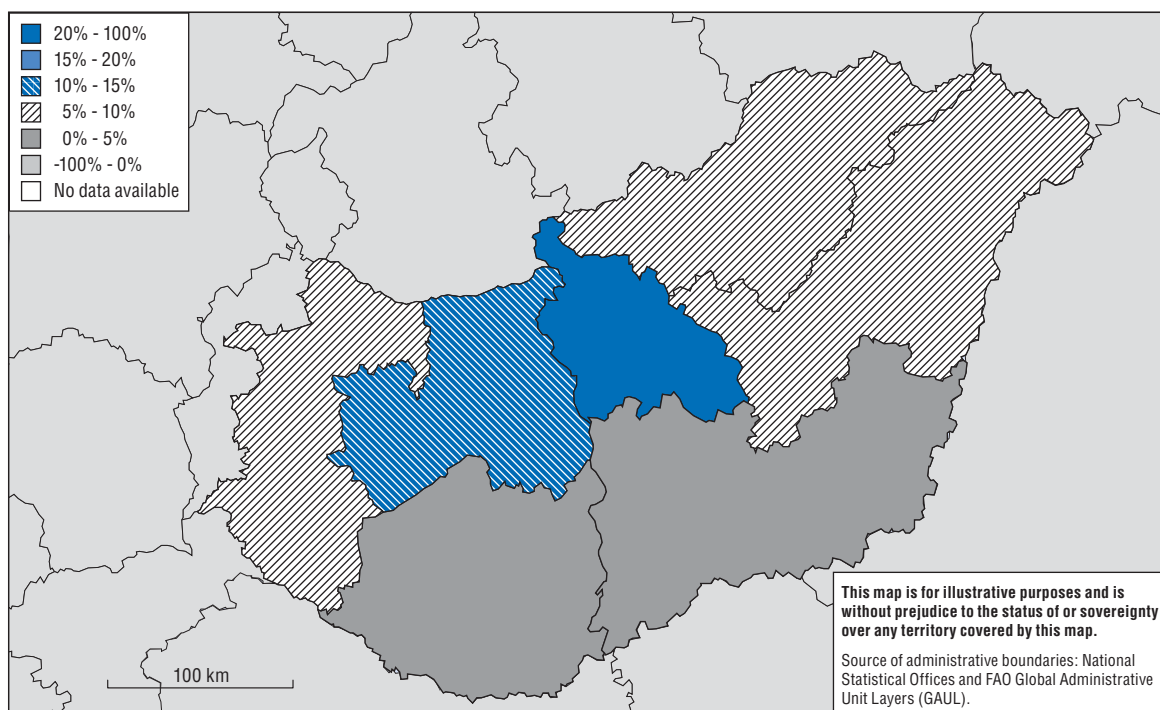 20% - 100%
15% - 20%
10% - 15%
5% - 10%
0% - 5%
-100% - 0%
No data available
100 km
This map is for illustrative purposes and is
without prejudice to the status of or sovereignty
over any territory covered by this map.
Source of administrative boundaries: National
Statistical Offices and FAO Global Administrative
Unit Layers (GAUL).